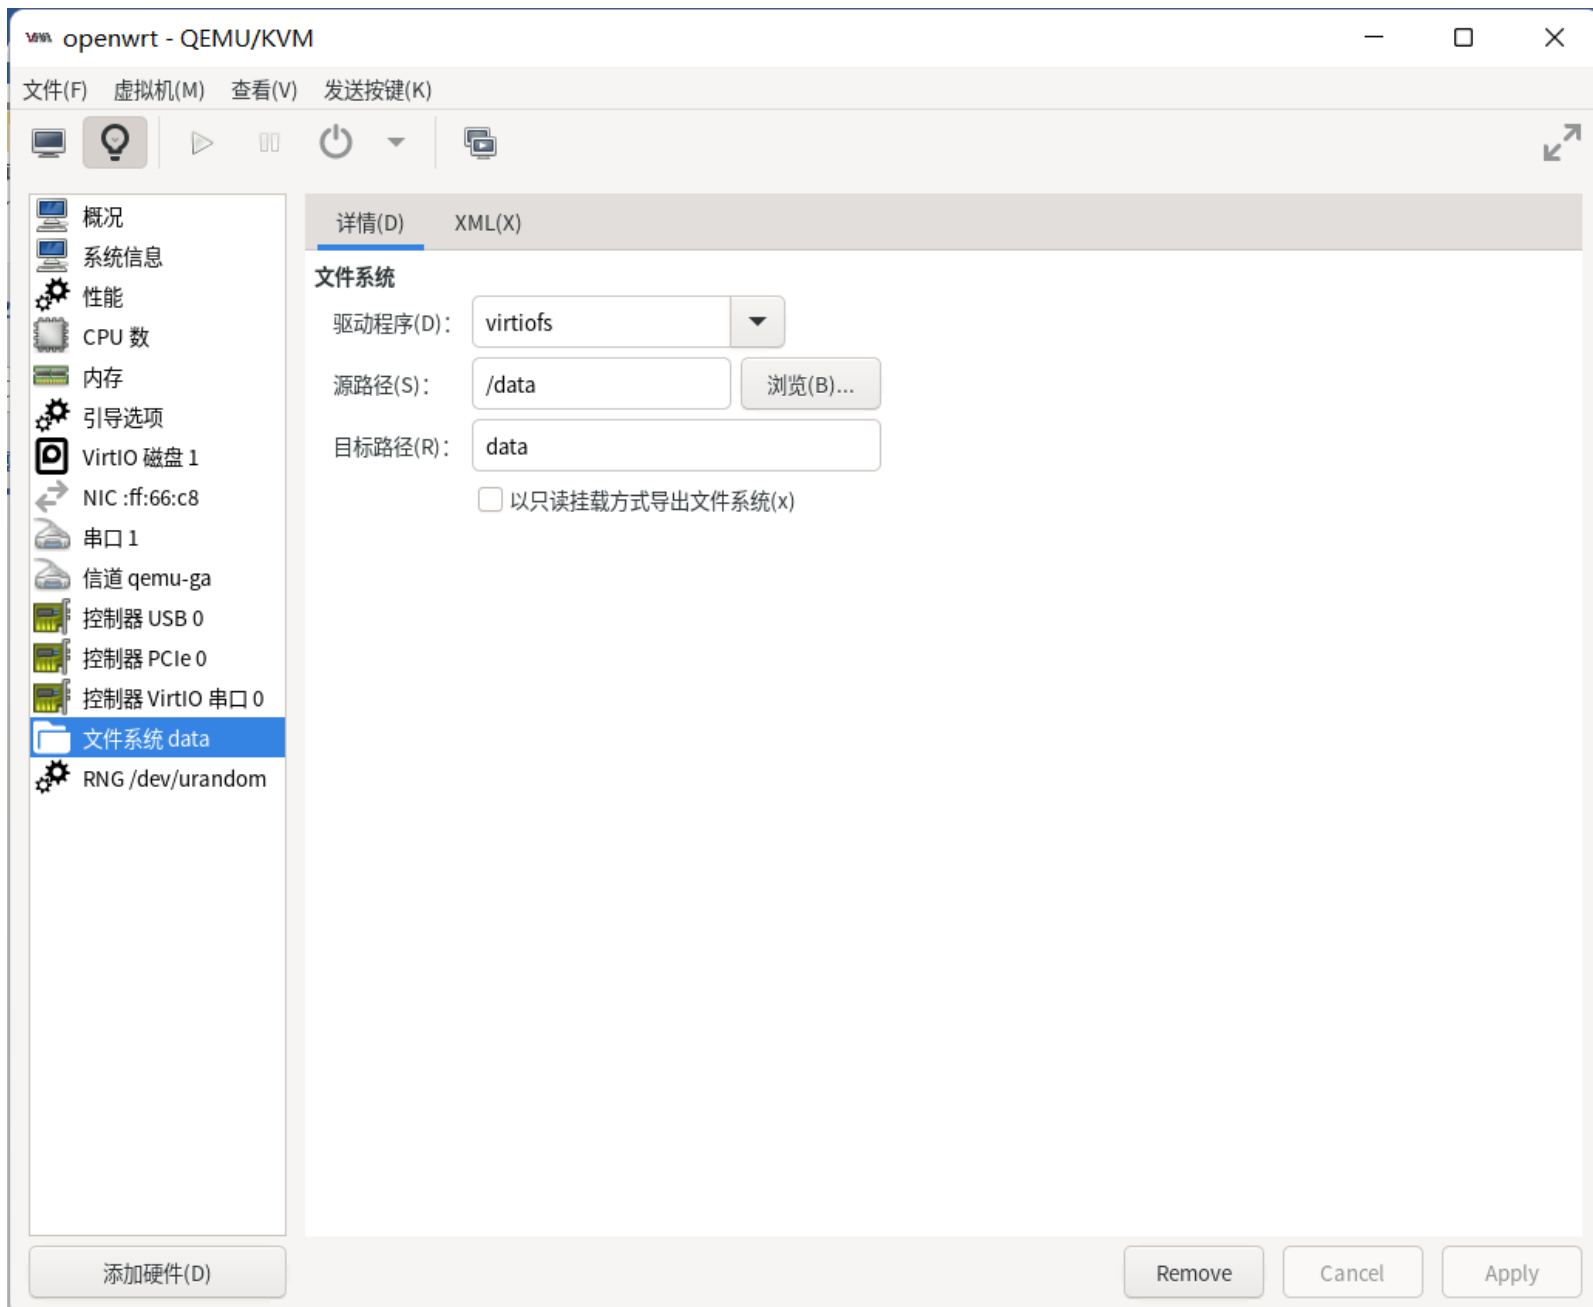 openwrt - QEMU/KVM
文件(F) 虚拟机(M) 查看(V) 发送按键(K)
概况
系统信息
性能
CPU 数
内存
引导选项
VirtIO 磁盘 1
NIC :ff:66:c8
串口 1
信道 qemu-ga
控制器 USB 0
控制器 PCIe 0
控制器 VirtIO 串口 0
文件系统 data
RNG /dev/urandom
添加硬件(D)
详情(D) XML(X)
文件系统
驱动程序(D)： virtiofs
源路径(S)： /data 浏览(B)...
目标路径(R)： data
以只读挂载方式导出文件系统(x)
Remove Cancel Apply